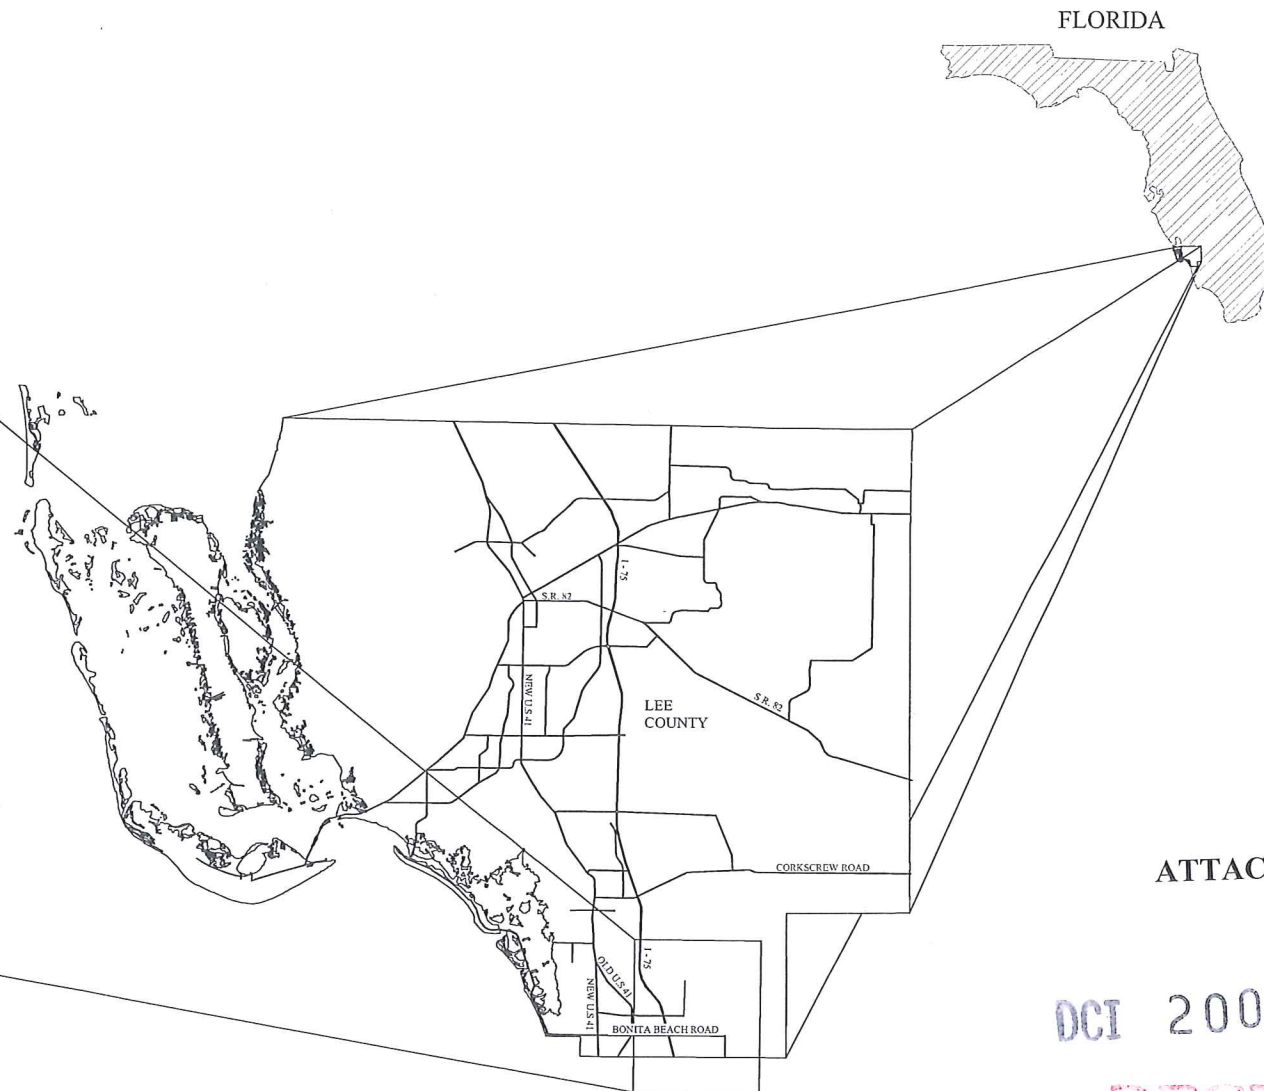 FLORIDA
I-75
S.R. 82
NEW U.S 41
LEE
COUNTY
S.R. 82
CORKSCREW ROAD
ATTAC
I-75
OLD U.S 41
NEW U.S 41
BONITA BEACH ROAD
DCI 200